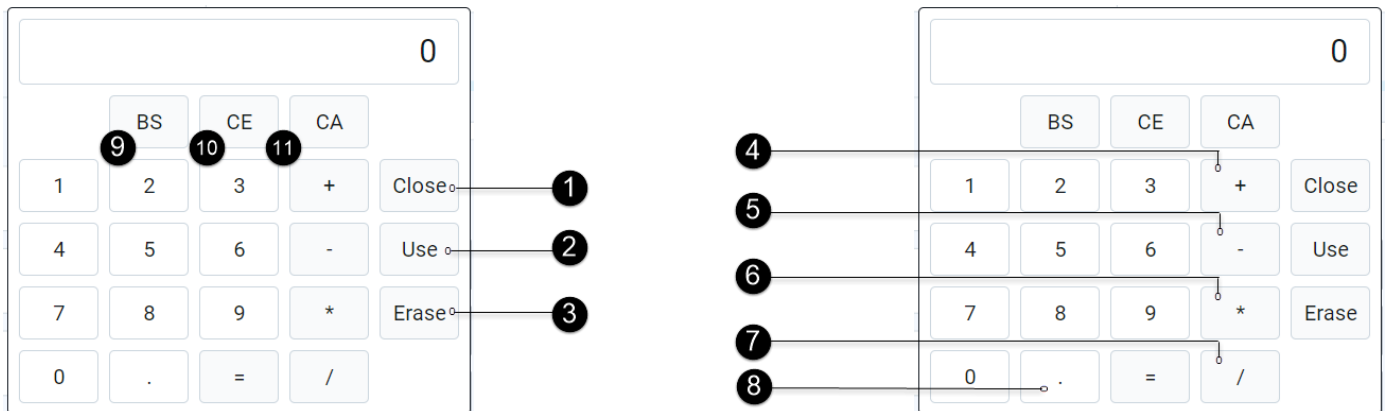 0
BS CE CA
9 10 11
1 2 3 + Close 1
4 5 6 - Use 2
7 8 9 * Erase 3
0 . = /
0
BS CE CA
4
1 2 3 + Close
5
4 5 6 - Use
6
7 8 9 * Erase
7
0 . = /
8